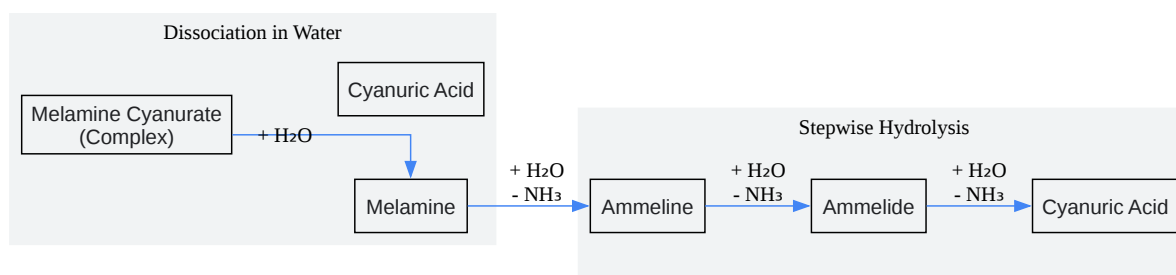 Dissociation in Water
Cyanuric Acid
Melamine Cyanurate
(Complex)
+ H₂O
Melamine
+ H₂O
- NH₃
Stepwise Hydrolysis
Ammeline
+ H₂O
- NH₃
Ammelide
+ H₂O
- NH₃
Cyanuric Acid